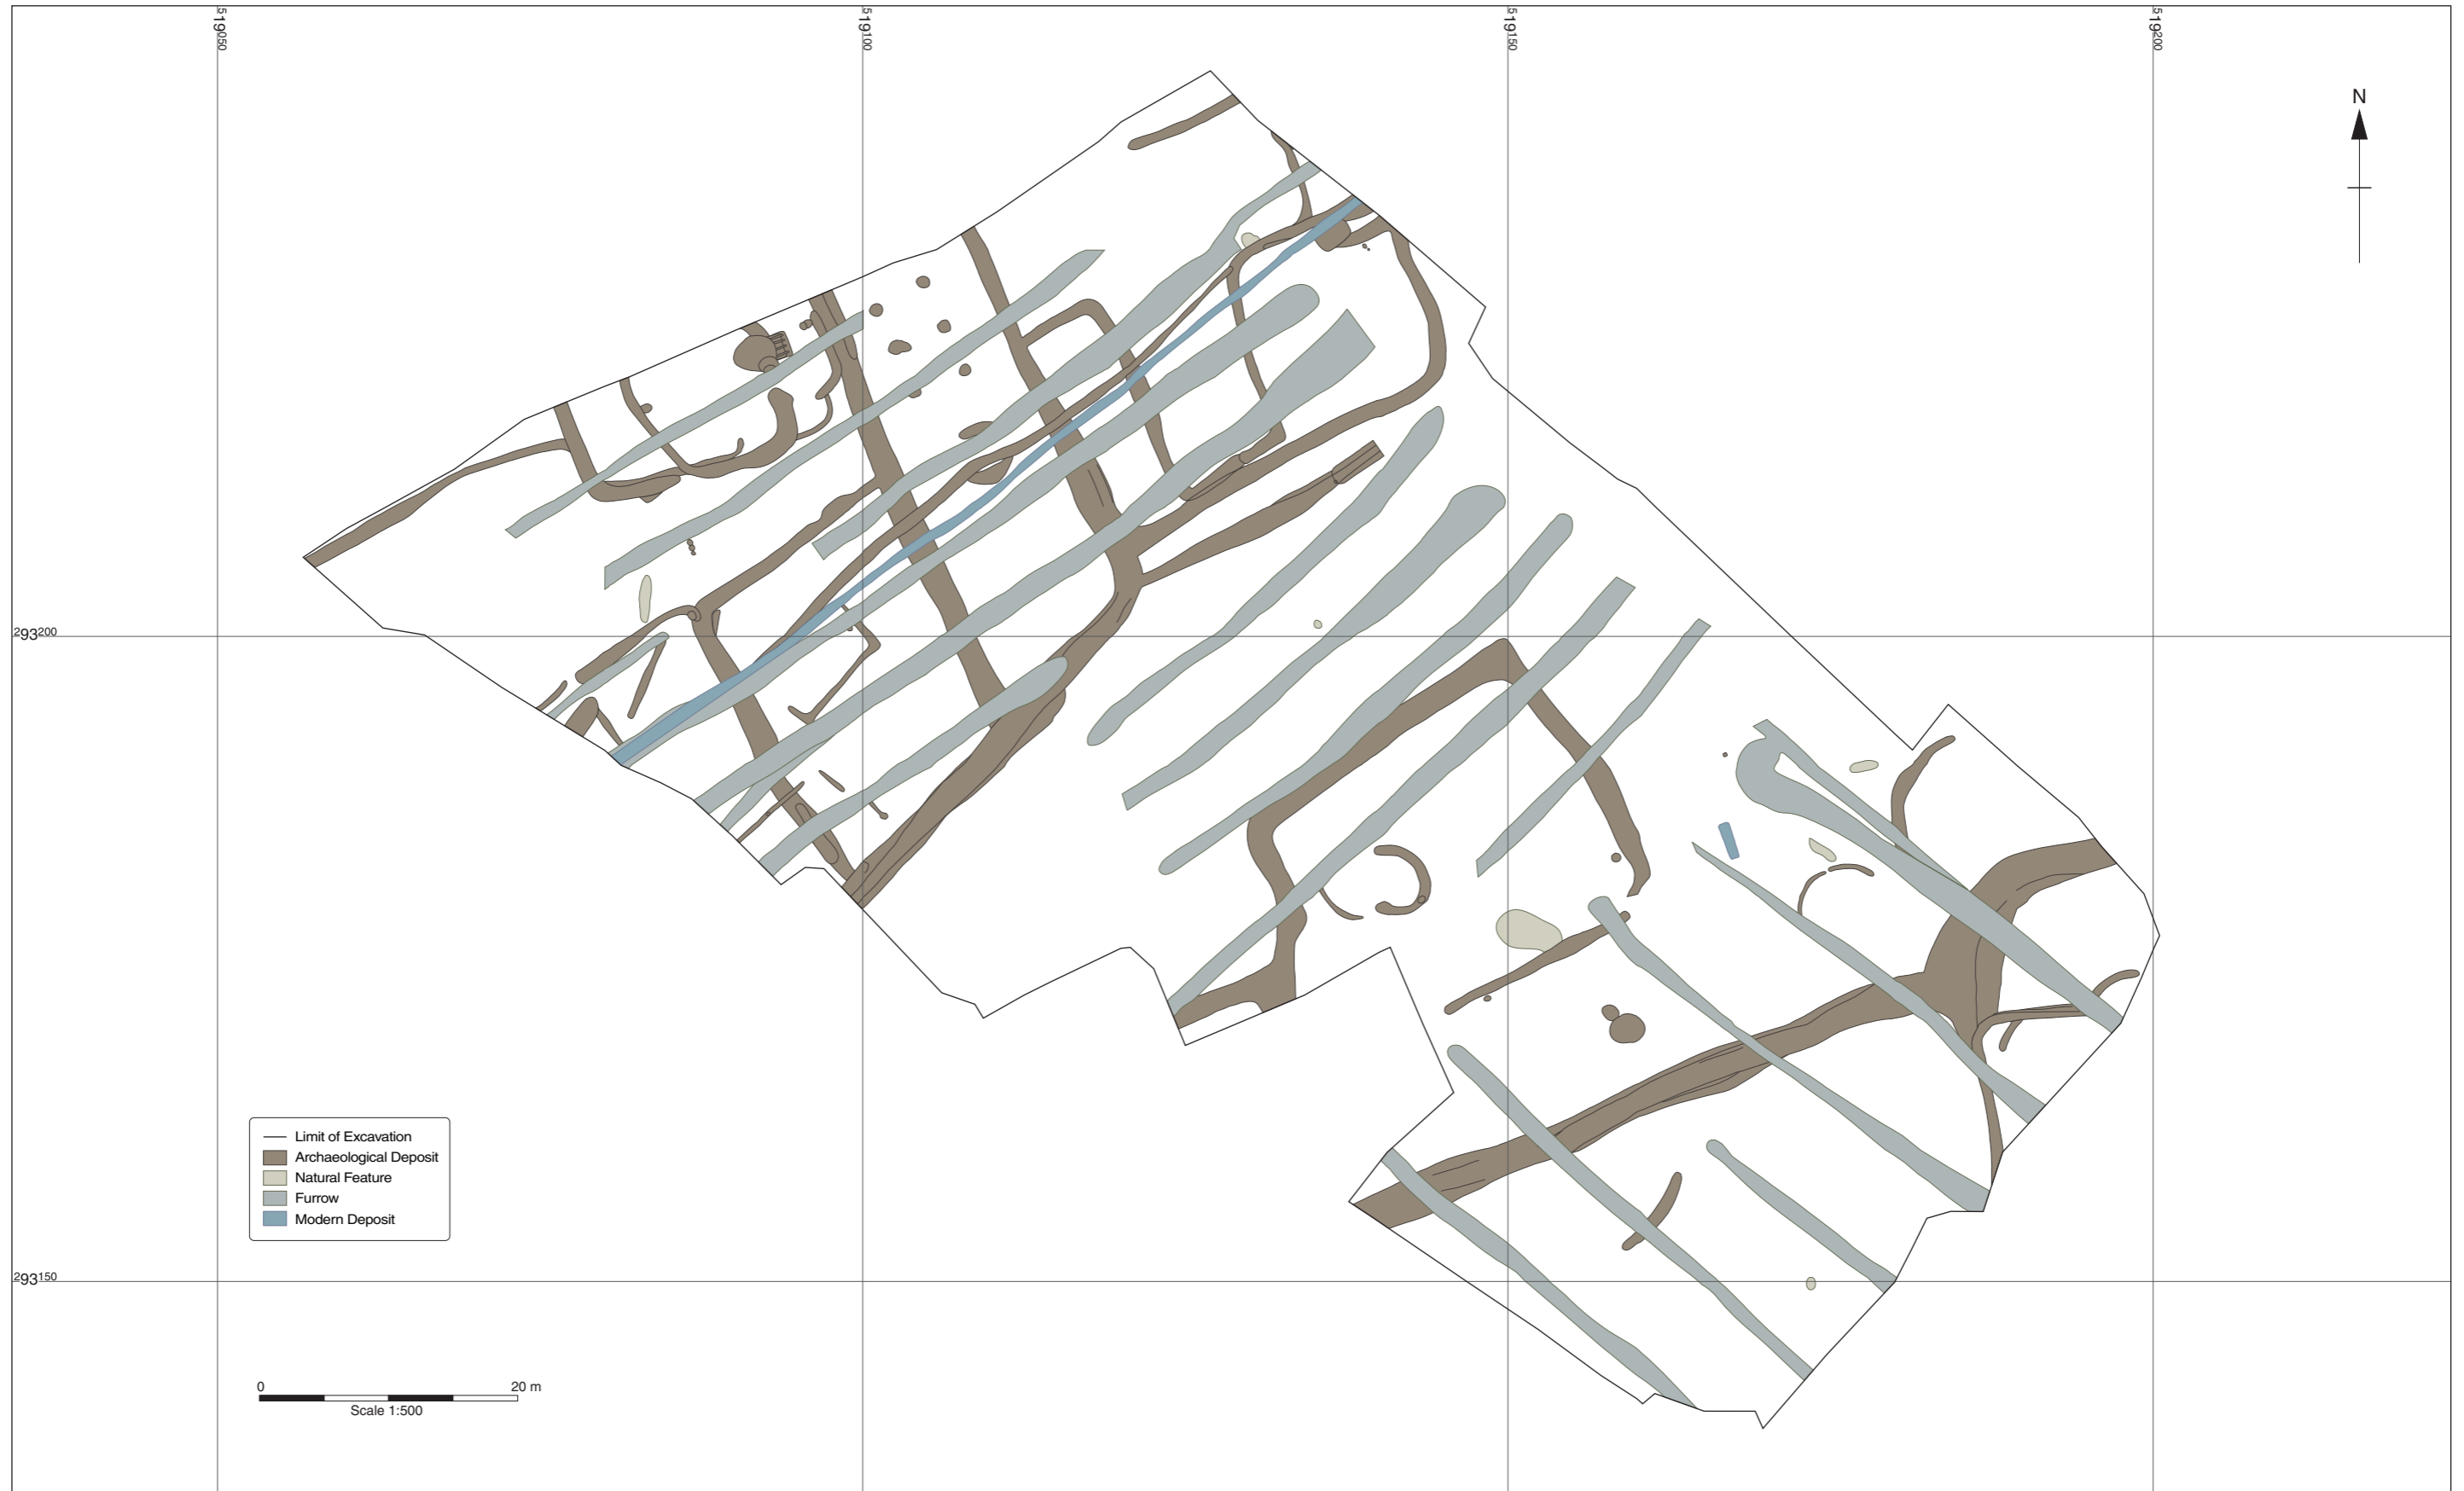 519050
519100
519150
519200
N
293200
293150
Limit of Excavation
Archaeological Deposit
Natural Feature
Furrow
Modern Deposit
0 20 m
Scale 1:500